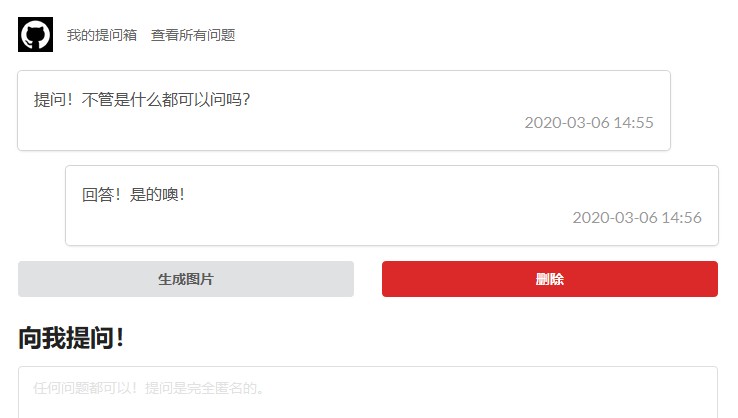 我的提问箱 查看所有问题
提问！不管是什么都可以问吗？
2020-03-06 14:55
回答！是的噢！
2020-03-06 14:56
生成图片 删除
向我提问！
任何问题都可以！提问是完全匿名的。